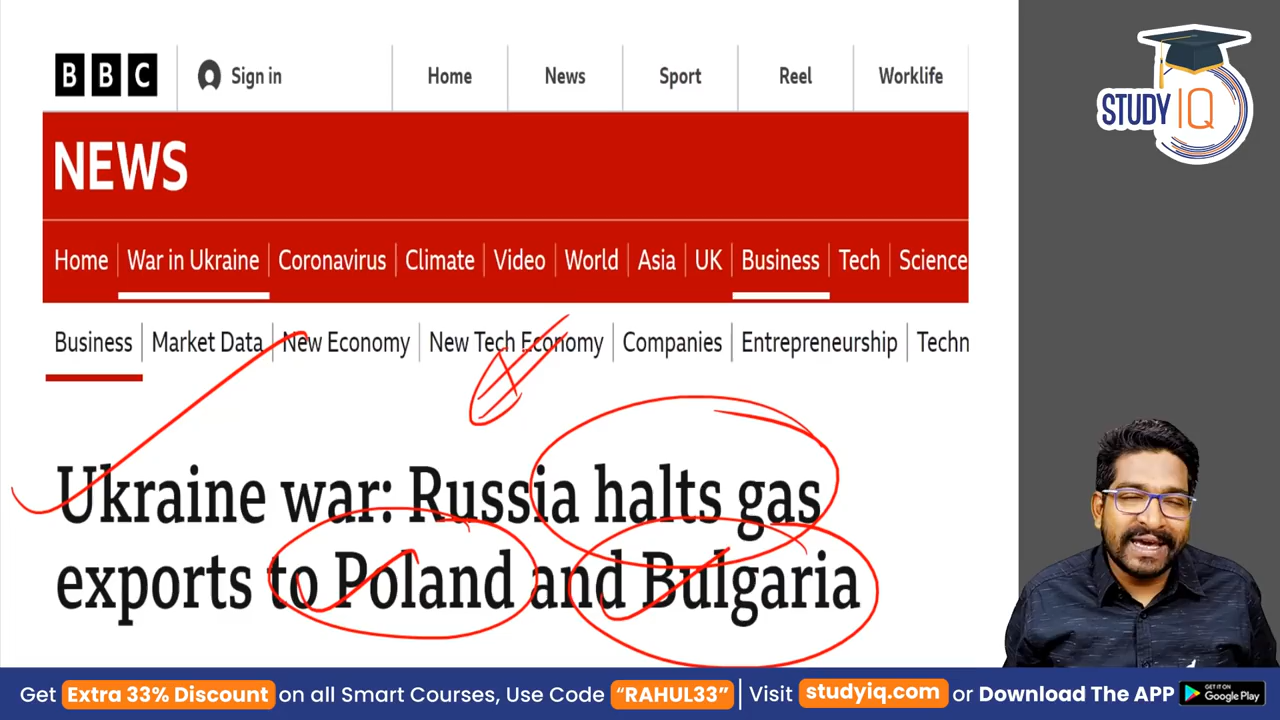 BBC Sign in Home News Sport Reel Worklife
STUDY IQ
NEWS
Home War in Ukraine Coronavirus Climate Video World Asia UK Business Tech Science
Business Market Data New Economy New Tech Economy Companies Entrepreneurship Techn
Ukraine war: Russia halts gas
exports to Poland and Bulgaria
Get Extra 33% Discount on all Smart Courses, Use Code “RAHUL33” | Visit studyiq.com or Download The APP GET IT ON Google Play